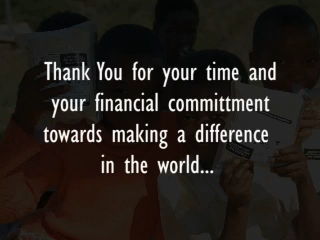 Thank You for your time and
your financial committment
towards making a difference
in the world...